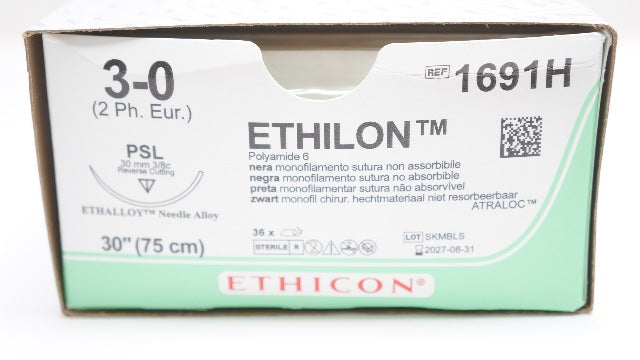 3-0
(2 Ph. Eur.)
REF 1691H
PSL
30 mm 3/8c
Reverse Cutting
ETHALLOY™ Needle Alloy
30" (75 cm)
ETHILON™
Polyamide 6
nera monofilamento sutura non assorbibile
negra monofilamento sutura no absorbible
preta monofilamentar sutura não absorvível
zwart monofil chirur. hechtmateriaal niet resorbeerbaar
ATRALOC™
36 x
STERILE R
LOT SKMBLS
2027-08-31
ETHICON®